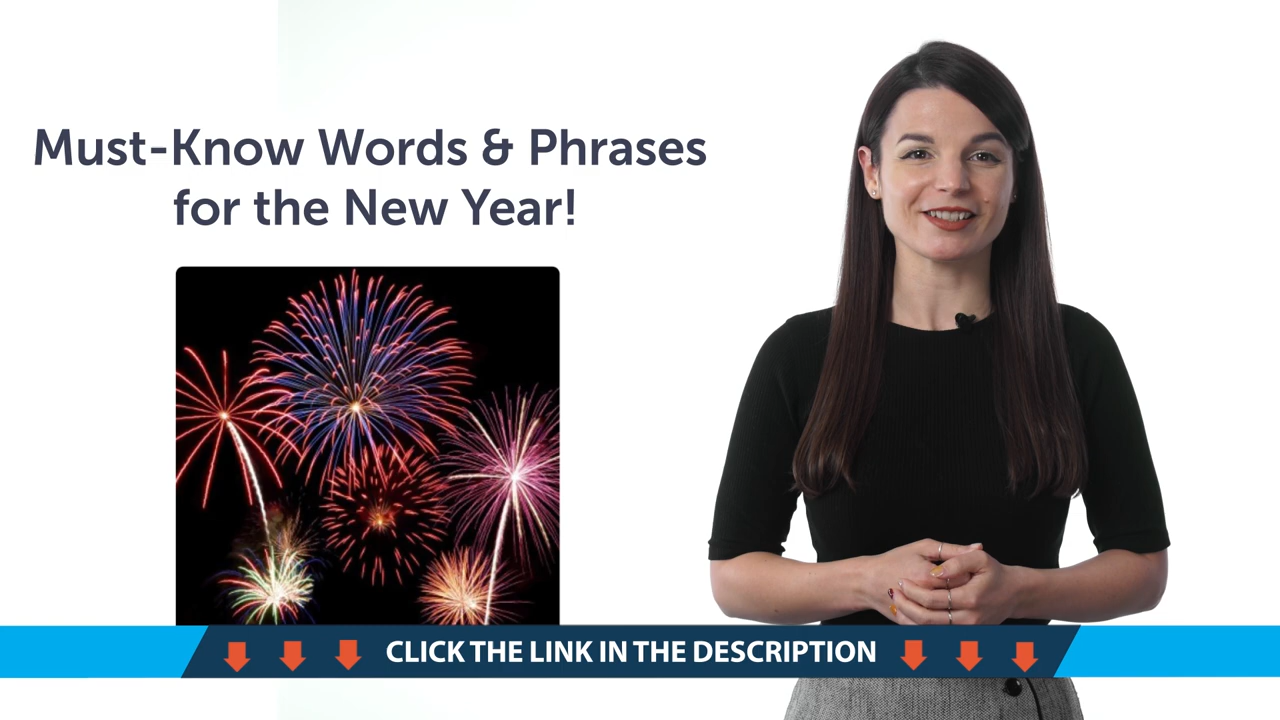 Must-Know Words & Phrases
for the New Year!
CLICK THE LINK IN THE DESCRIPTION